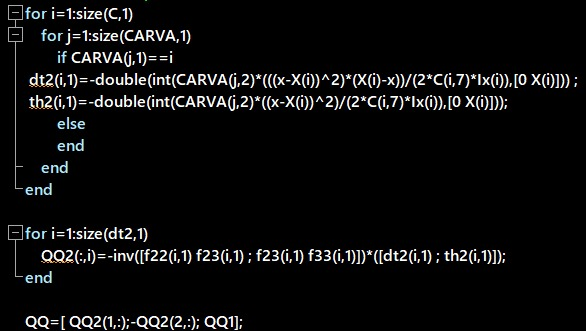 for i=1:size(C,1)
for j=1:size(CARVA,1)
if CARVA(j,1)==i
dt2(i,1)=-double(int(CARVA(j,2)*(((x-X(i))^2)*(X(i)-x))/(2*C(i,7)*Ix(i)),[0 X(i)])) ;
th2(i,1)=-double(int(CARVA(j,2)*((x-X(i))^2)/(2*C(i,7)*Ix(i)),[0 X(i)]));
else
end
end
end
for i=1:size(dt2,1)
QQ2(:,i)=-inv([f22(i,1) f23(i,1) ; f23(i,1) f33(i,1)])*([dt2(i,1) ; th2(i,1)]);
end
QQ=[ QQ2(1,:);-QQ2(2,:); QQ1];